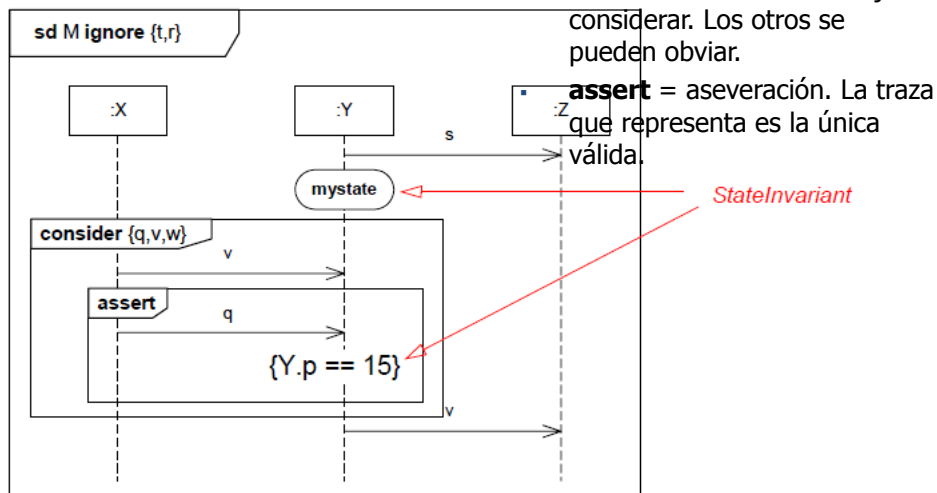 considerar. Los otros se
pueden obviar.
assert = aseveración. La traza
que representa es la única
válida.
sd M ignore {t,r}
:X
:Y
:Z
s
mystate
StateInvariant
consider {q,v,w}
v
assert
q
{Y.p == 15}
v